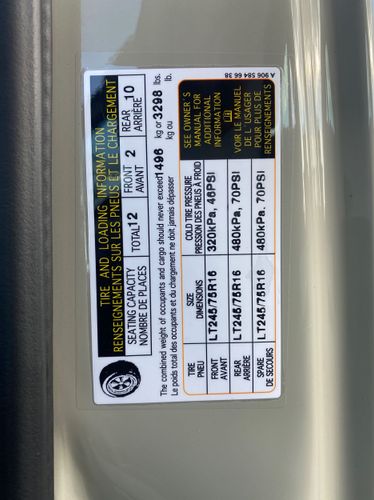 A 906 584 66 38
TIRE AND LOADING INFORMATION
RENSEIGNEMENTS SUR LES PNEUS ET LE CHARGEMENT
SEATING CAPACITY
NOMBRE DE PLACES
TOTAL 12
FRONT
AVANT
2
REAR
ARRIÈRE
10
The combined weight of occupants and cargo should never exceed 1496 kg or 3298 lbs.
Le poids total des occupants et du chargement ne doit jamais dépasser kg ou lb.
TIRE
PNEU
SIZE
DIMENSIONS
COLD TIRE PRESSURE
PRESSION DES PNEUS À FROID
SEE OWNER'S
MANUAL FOR
ADDITIONAL
INFORMATION
VOIR LE MANUEL
DE L'USAGER
POUR PLUS DE
RENSEIGNEMENTS
FRONT
AVANT
LT245/75R16
320kPa, 46PSI
REAR
ARRIÈRE
LT245/75R16
480kPa, 70PSI
SPARE
DE SECOURS
LT245/75R16
480kPa, 70PSI